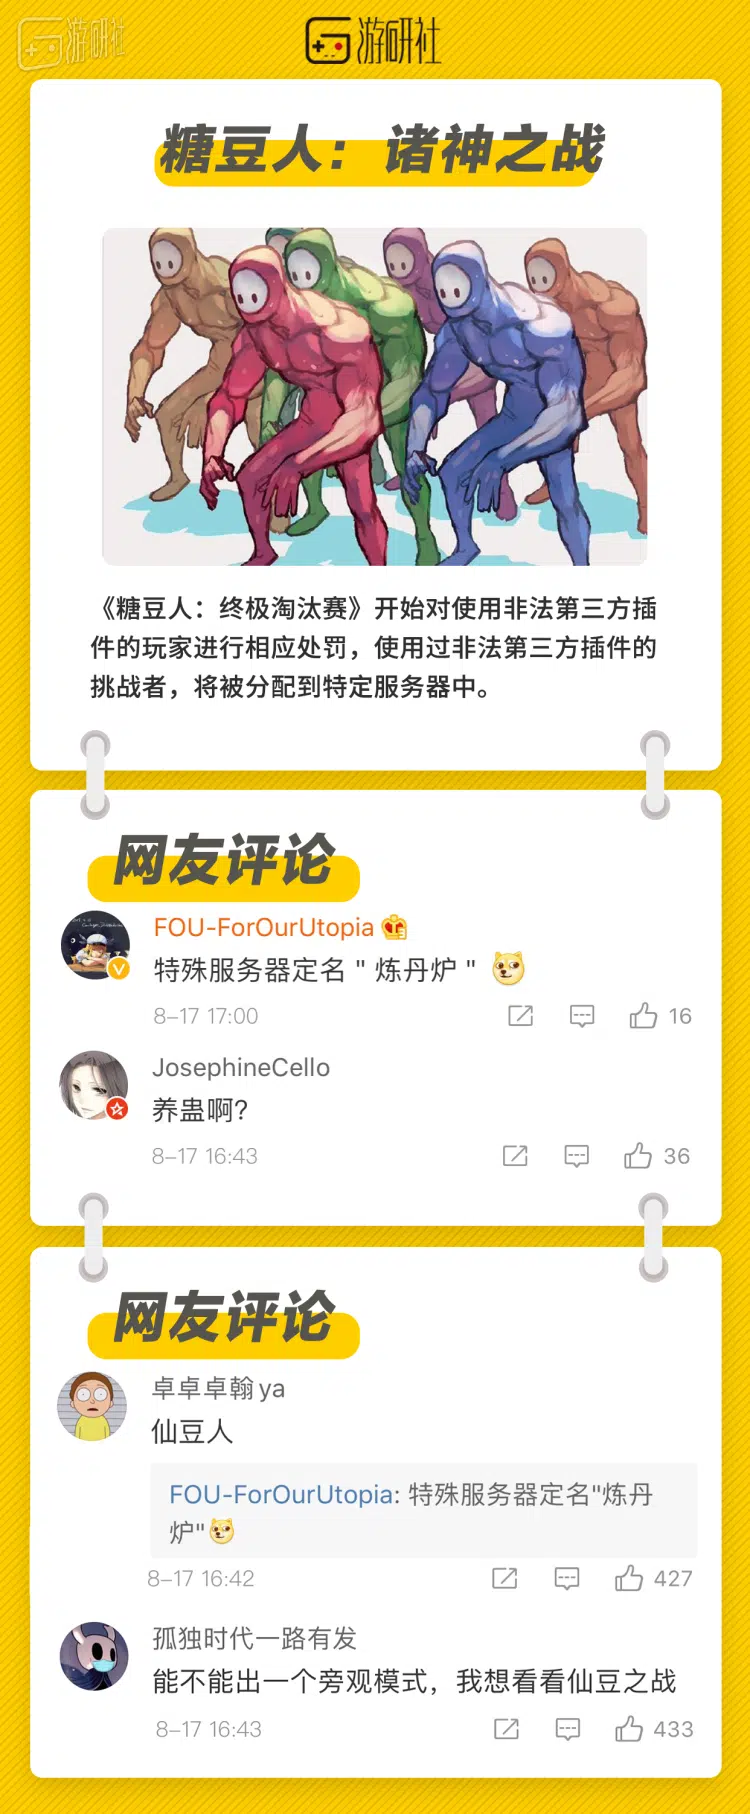 游研社
游研社
糖豆人：诸神之战
《糖豆人：终极淘汰赛》开始对使用非法第三方插
件的玩家进行相应处罚，使用过非法第三方插件的
挑战者，将被分配到特定服务器中。
网友评论
FOU-ForOurUtopia
特殊服务器定名 " 炼丹炉 "
8-17 17:00
16
JosephineCello
养蛊啊?
8-17 16:43
36
网友评论
卓卓卓翰ya
仙豆人
FOU-ForOurUtopia: 特殊服务器定名"炼丹
炉"
8-17 16:42
427
孤独时代一路有发
能不能出一个旁观模式，我想看看仙豆之战
8-17 16:43
433